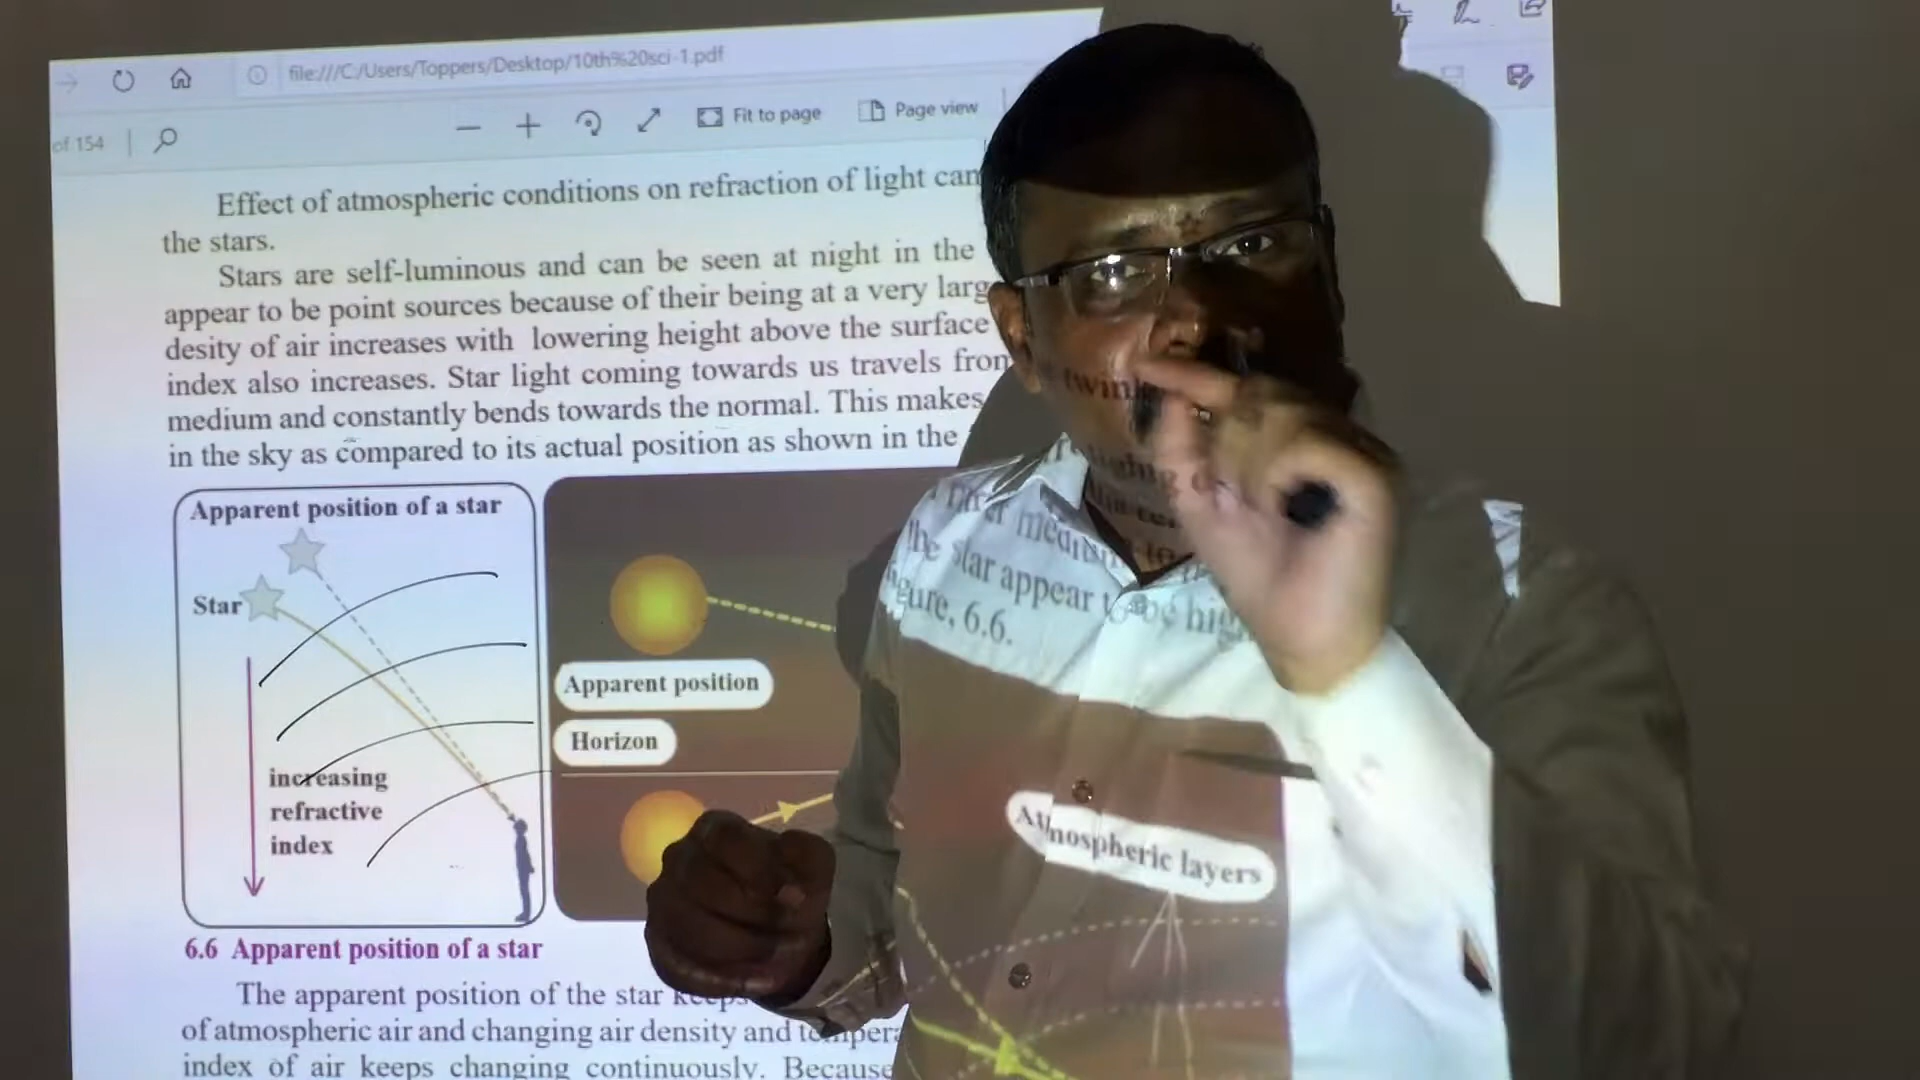 file:///C:/Users/Toppers/Desktop/10th%20sci-1.pdf
of 154
Fit to page
Page view
Effect of atmospheric conditions on refraction of light can
the stars.
Stars are self-luminous and can be seen at night in the
appear to be point sources because of their being at a very
desity of air increases with lowering height above the surface
index also increases. Star light coming towards us travels from
medium and constantly bends towards the normal. This makes
the star appear to be
in the sky as compared to its actual position as shown in the
figure, 6.6.
Apparent position of a star
Star
increasing
refractive
index
Apparent position
Horizon
Atmospheric layers
6.6 Apparent position of a star
The apparent position of the star keeps
of atmospheric air and changing air density and
index of air keeps changing continuously. Because